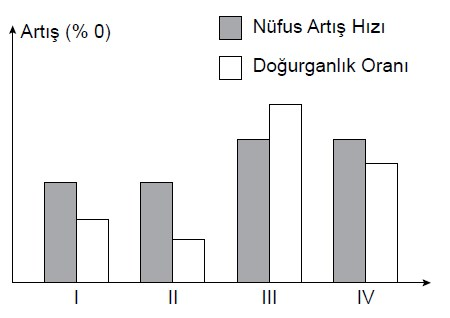 Artış (% 0)
Nüfus Artış Hızı
Doğurganlık Oranı
I II III IV